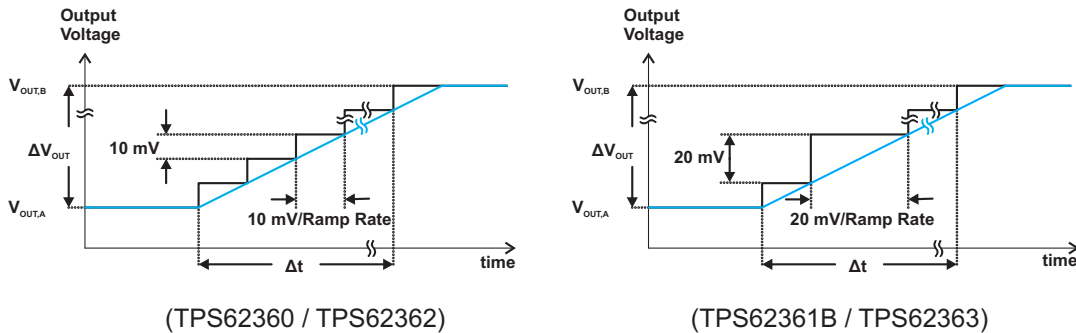 Output
Voltage
V_OUT,B
ΔV_OUT
10 mV
V_OUT,A
10 mV/Ramp Rate
Δt
time
(TPS62360 / TPS62362)
Output
Voltage
V_OUT,B
ΔV_OUT
20 mV
V_OUT,A
20 mV/Ramp Rate
Δt
time
(TPS62361B / TPS62363)